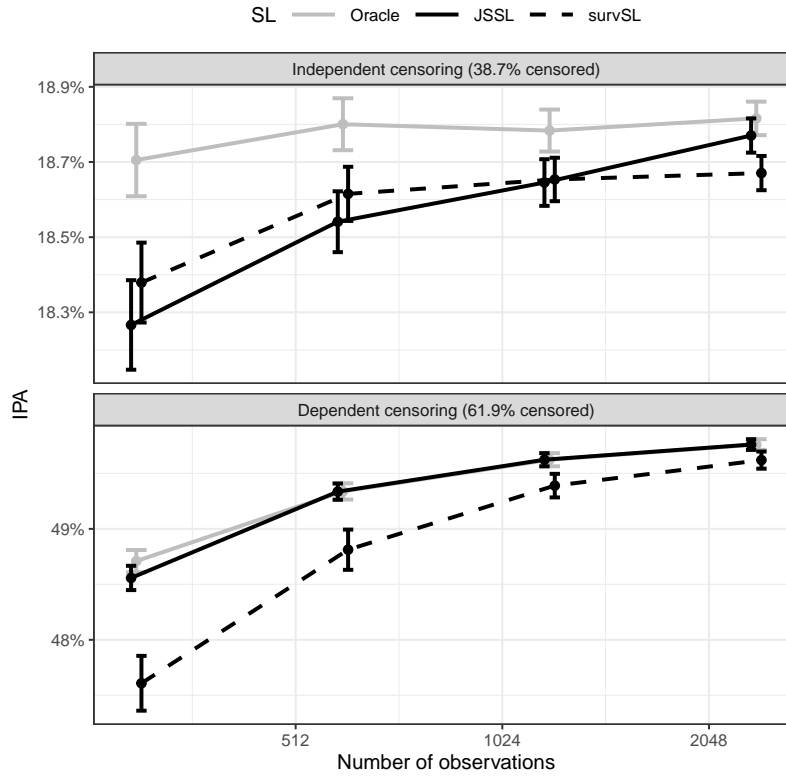 SL Oracle JSSL survSL
Independent censoring (38.7% censored)
18.9%
18.7%
18.5%
18.3%
IPA
Dependent censoring (61.9% censored)
49%
48%
512 1024 2048
Number of observations